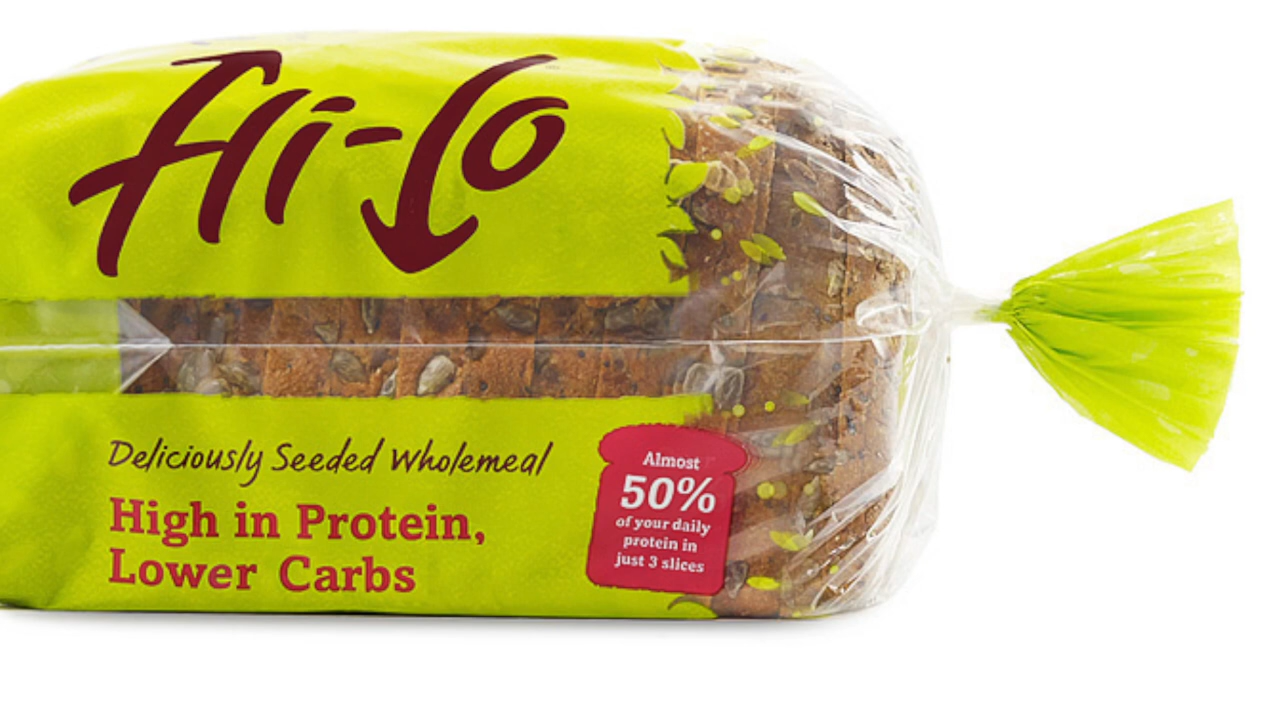 Hi-Lo
Deliciously Seeded Wholemeal
High in Protein,
Lower Carbs
Almost
50%
of your daily
protein in
just 3 slices